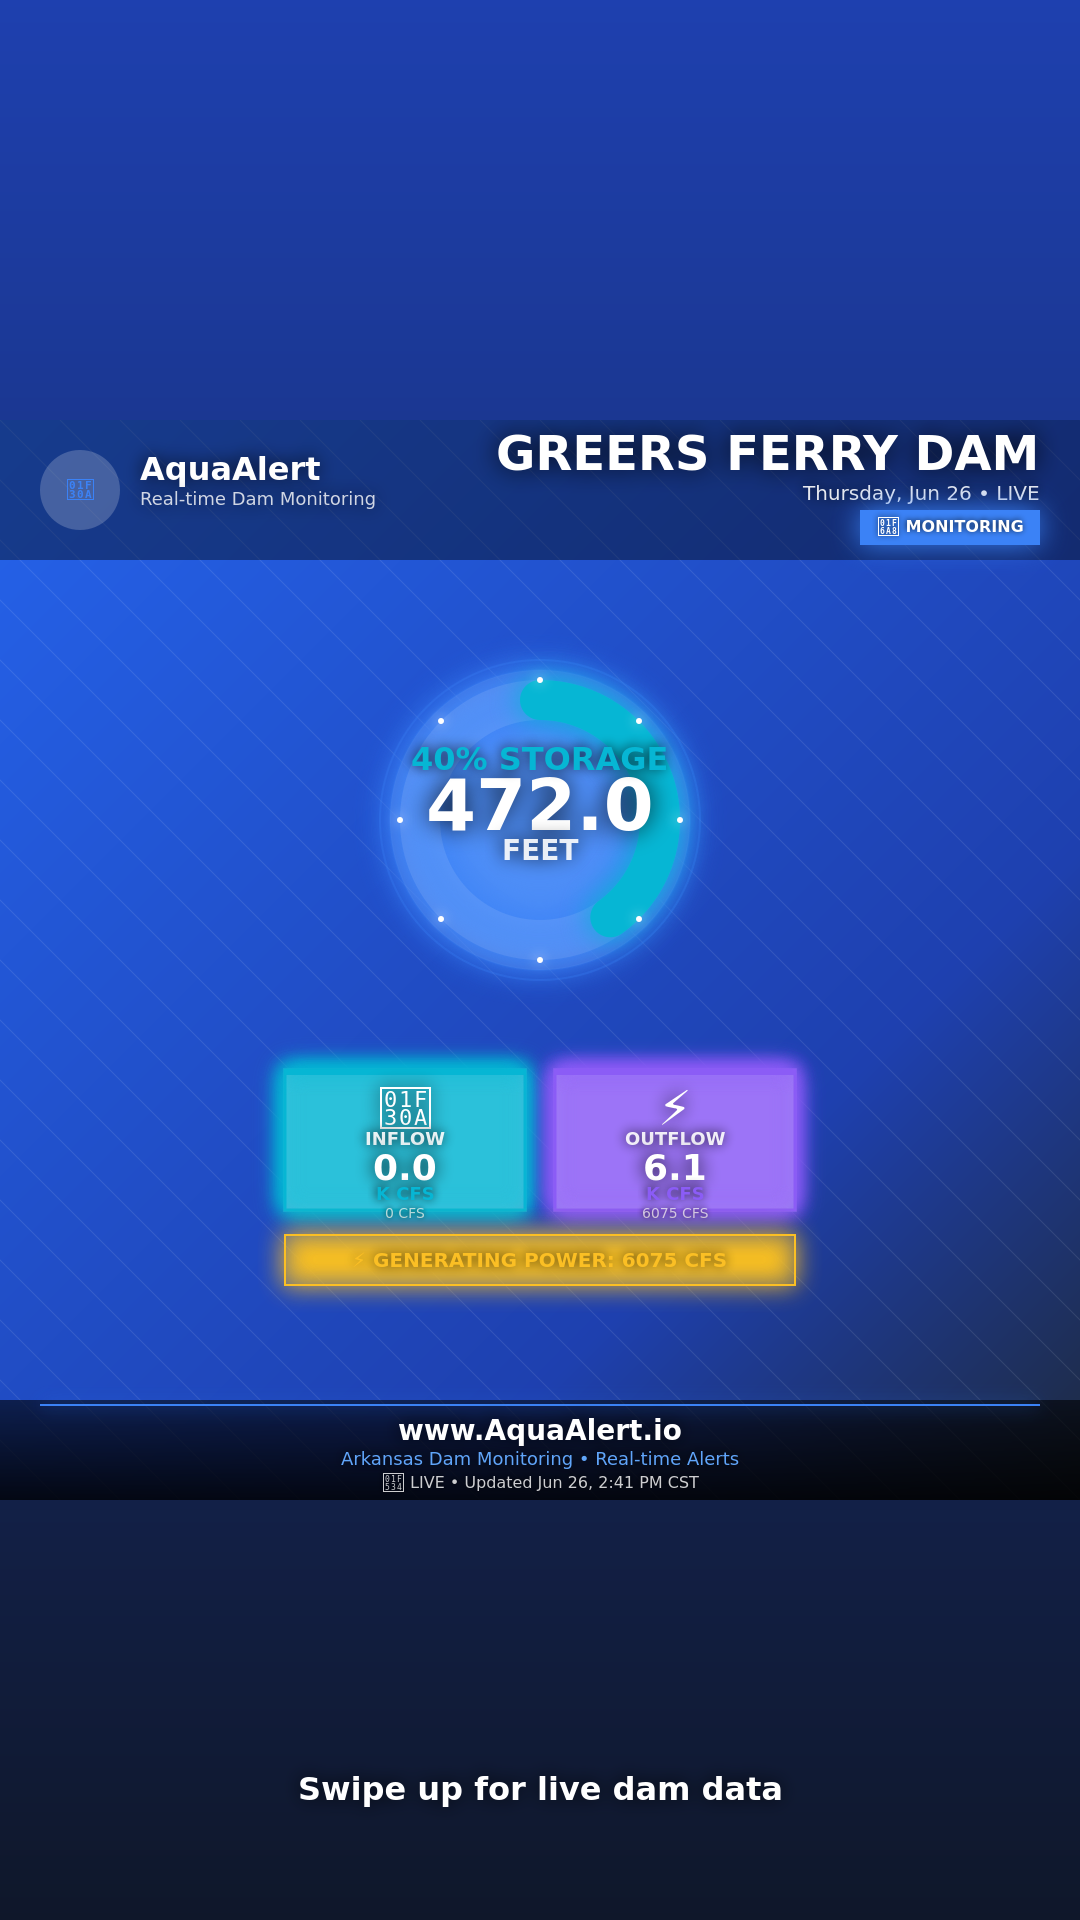 AquaAlert
Real-time Dam Monitoring
GREERS FERRY DAM
Thursday, Jun 26 • LIVE
MONITORING
40% STORAGE
472.0
FEET
INFLOW
0.0
K CFS
0 CFS
⚡
OUTFLOW
6.1
K CFS
6075 CFS
⚡ GENERATING POWER: 6075 CFS
www.AquaAlert.io
Arkansas Dam Monitoring • Real-time Alerts
LIVE • Updated Jun 26, 2:41 PM CST
Swipe up for live dam data